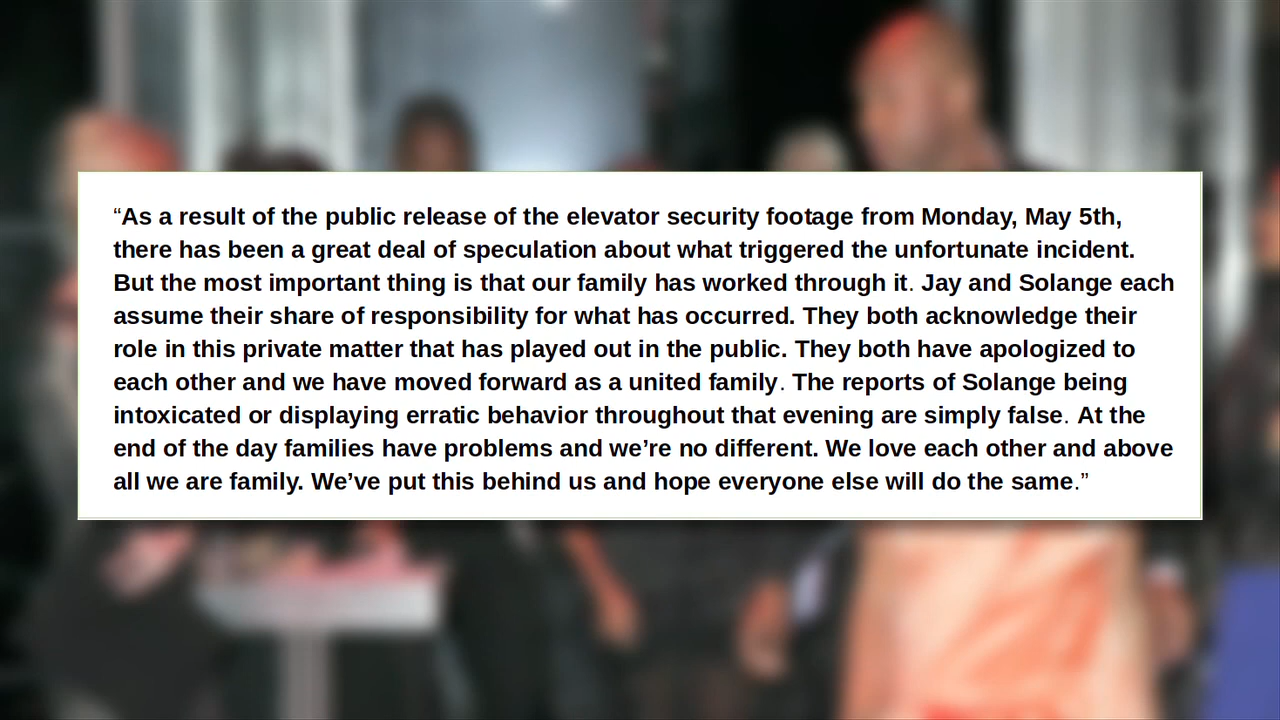 “As a result of the public release of the elevator security footage from Monday, May 5th,
there has been a great deal of speculation about what triggered the unfortunate incident.
But the most important thing is that our family has worked through it. Jay and Solange each
assume their share of responsibility for what has occurred. They both acknowledge their
role in this private matter that has played out in the public. They both have apologized to
each other and we have moved forward as a united family. The reports of Solange being
intoxicated or displaying erratic behavior throughout that evening are simply false. At the
end of the day families have problems and we’re no different. We love each other and above
all we are family. We’ve put this behind us and hope everyone else will do the same.”